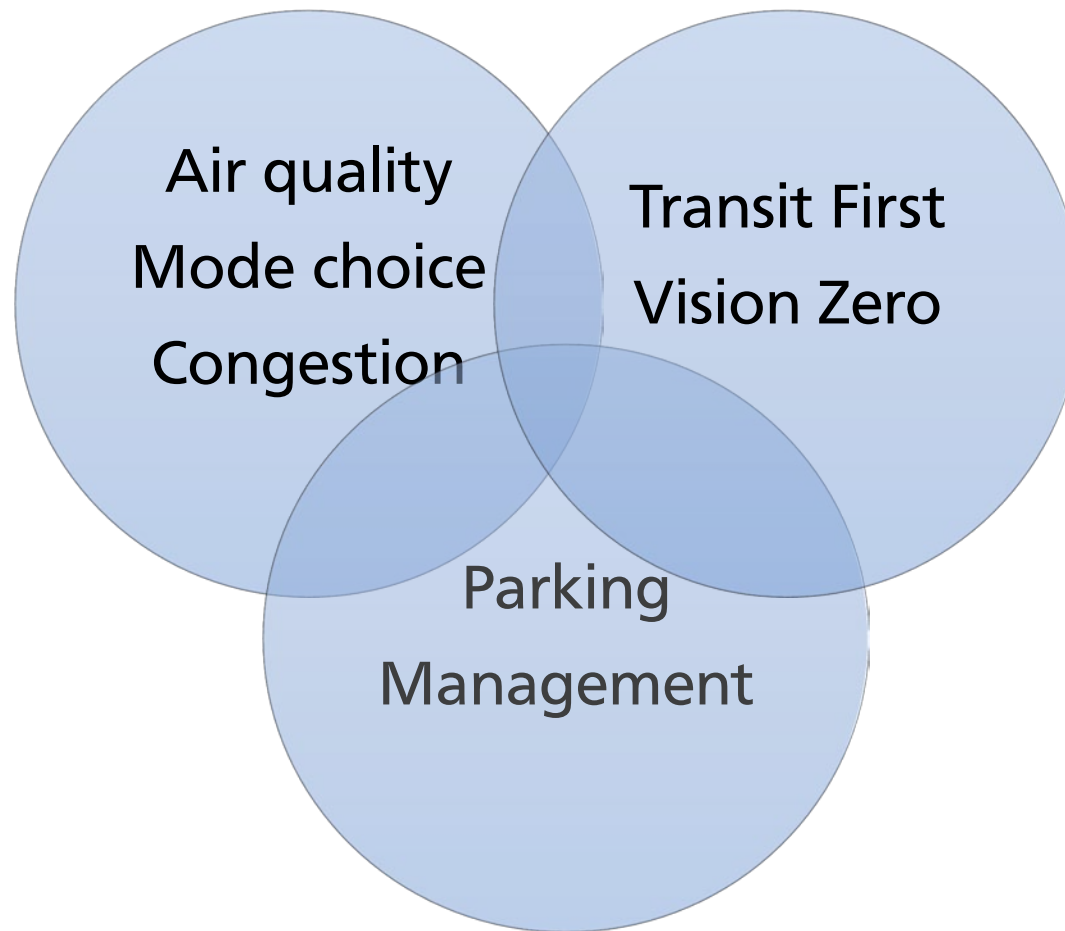 Air quality
Mode choice
Congestion
Transit First
Vision Zero
Parking
Management